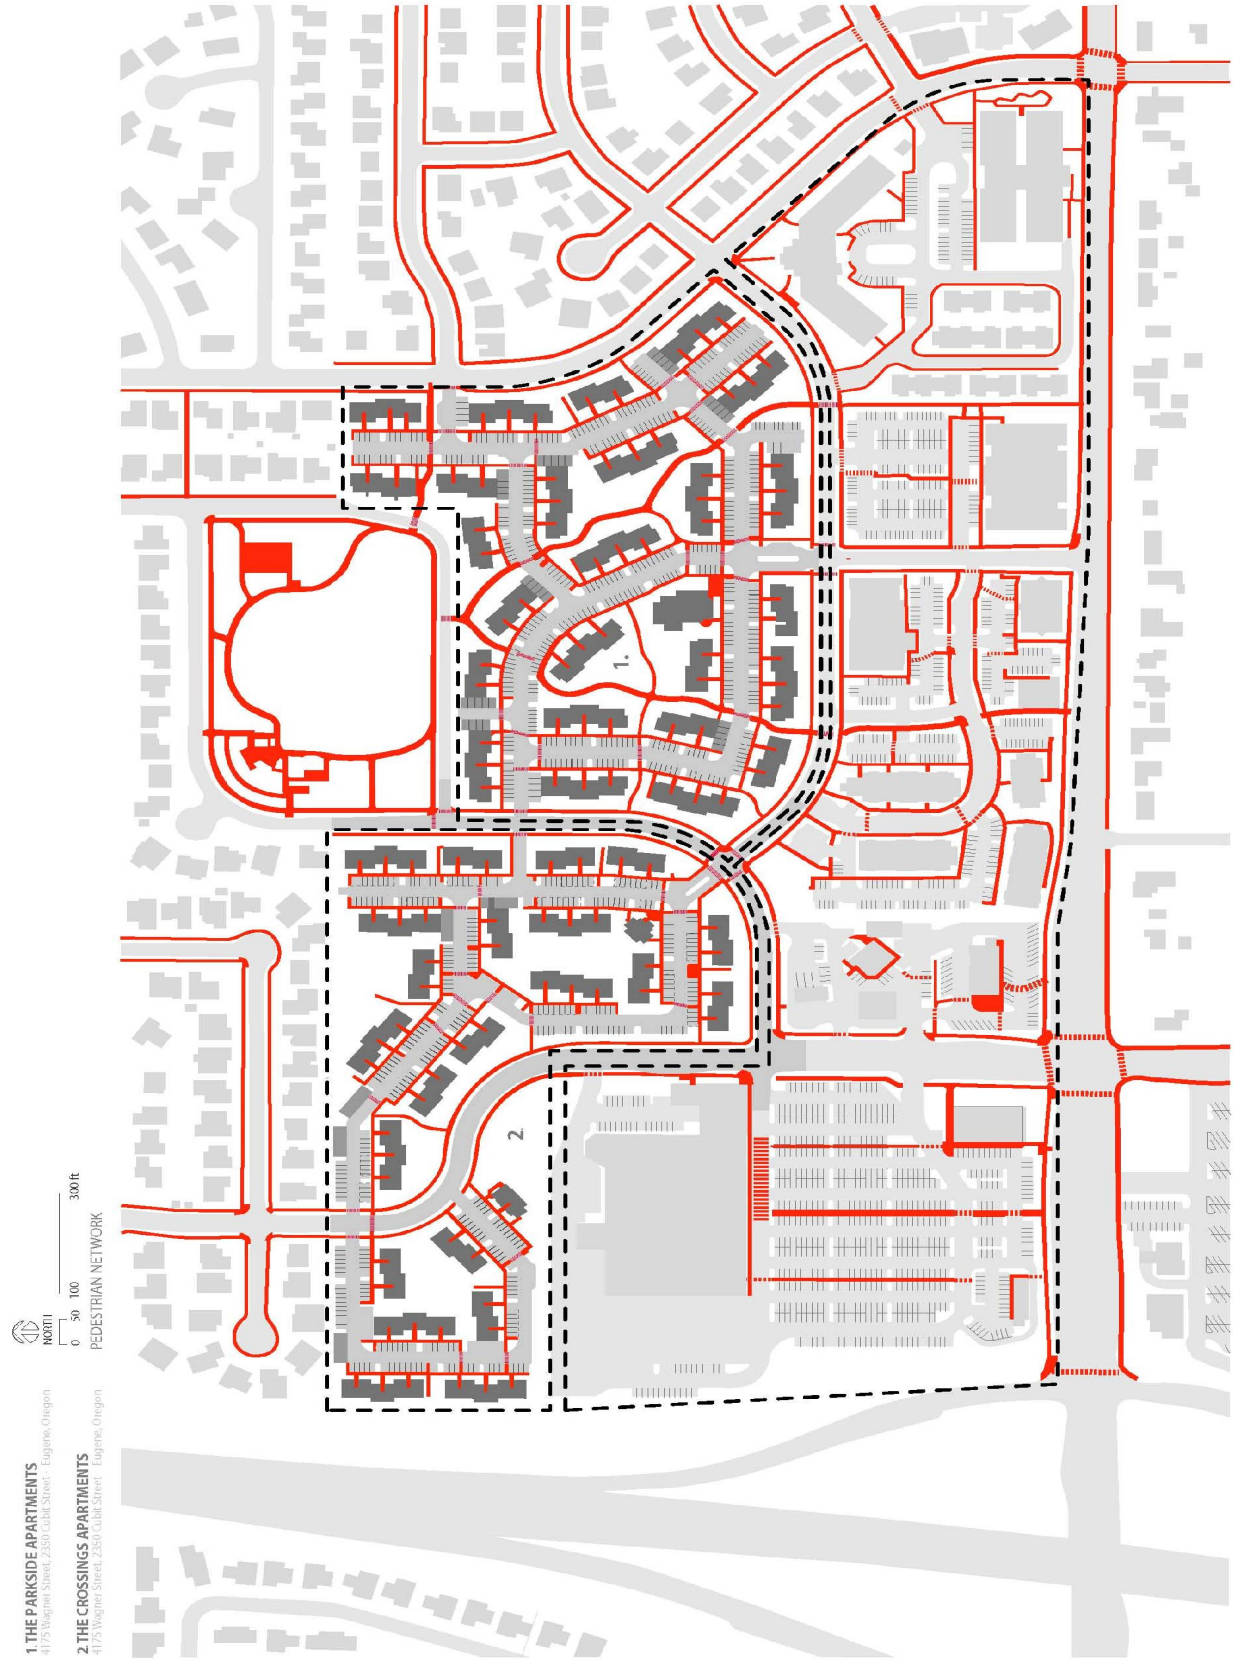 1. THE PARKSIDE APARTMENTS
4175 Wagner Street, 2350 Cubit Street - Eugene, Oregon
2. THE CROSSINGS APARTMENTS
4175 Wagner Street, 2350 Cubit Street - Eugene, Oregon
NORTH
0 50 100 300 ft
PEDESTRIAN NETWORK
1.
2.